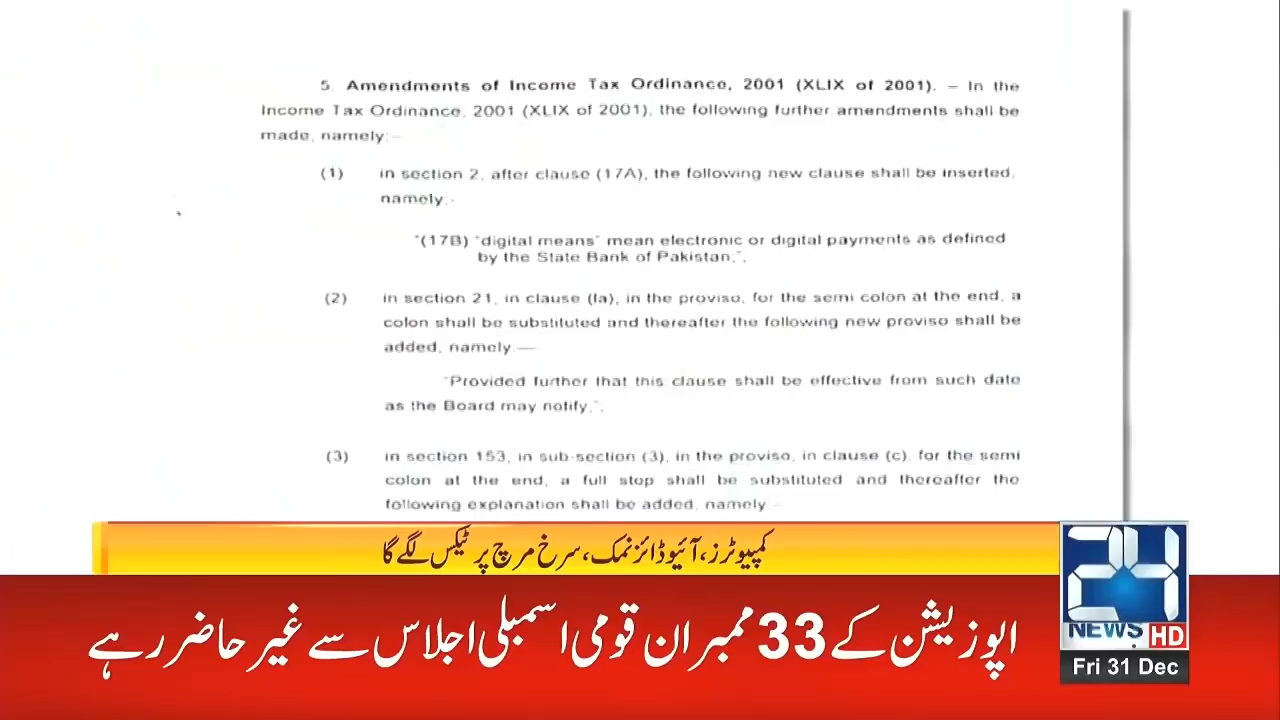 5. Amendments of Income Tax Ordinance, 2001 (XLIX of 2001). – In the
Income Tax Ordinance, 2001 (XLIX of 2001), the following further amendments shall be
made, namely:–
(1) in section 2, after clause (17A), the following new clause shall be inserted,
namely:-
"(17B) "digital means" mean electronic or digital payments as defined
by the State Bank of Pakistan,";
(2) in section 21, in clause (la), in the proviso, for the semi colon at the end, a
colon shall be substituted and thereafter the following new proviso shall be
added, namely:—
"Provided further that this clause shall be effective from such date
as the Board may notify,";
(3) in section 153, in sub-section (3), in the proviso, in clause (c), for the semi
colon at the end, a full stop shall be substituted and thereafter the
following explanation shall be added, namely:-
کمپیوٹرز، آئیوڈائز نمک، سرخ مرچ پر ٹیکس لگے گا
اپوزیشن کے 33 ممبران قومی اسمبلی اجلاس سے غیر حاضر رہے
24
NEWS HD
Fri 31 Dec